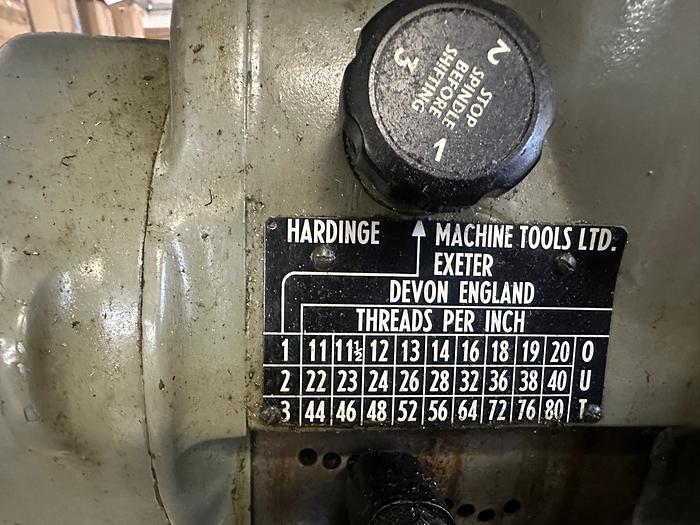 3 2
STOP
SPINDLE
BEFORE
SHIFTING
1
HARDINGE MACHINE TOOLS LTD.
EXETER
DEVON ENGLAND
THREADS PER INCH
1 11 11½ 12 13 14 16 18 19 20 O
2 22 23 24 26 28 32 36 38 40 U
3 44 46 48 52 56 64 72 76 80 T